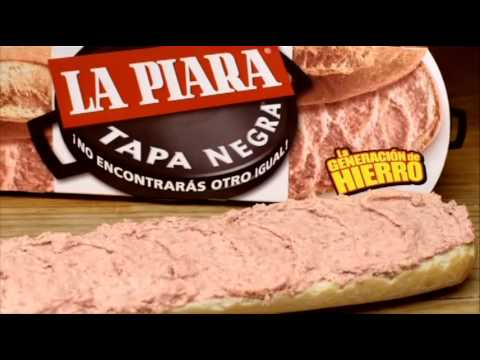 LA PIARA
TAPA NEGRA
¡NO ENCONTRARÁS OTRO IGUAL!
LA
GENERACIÓN de
HIERRO